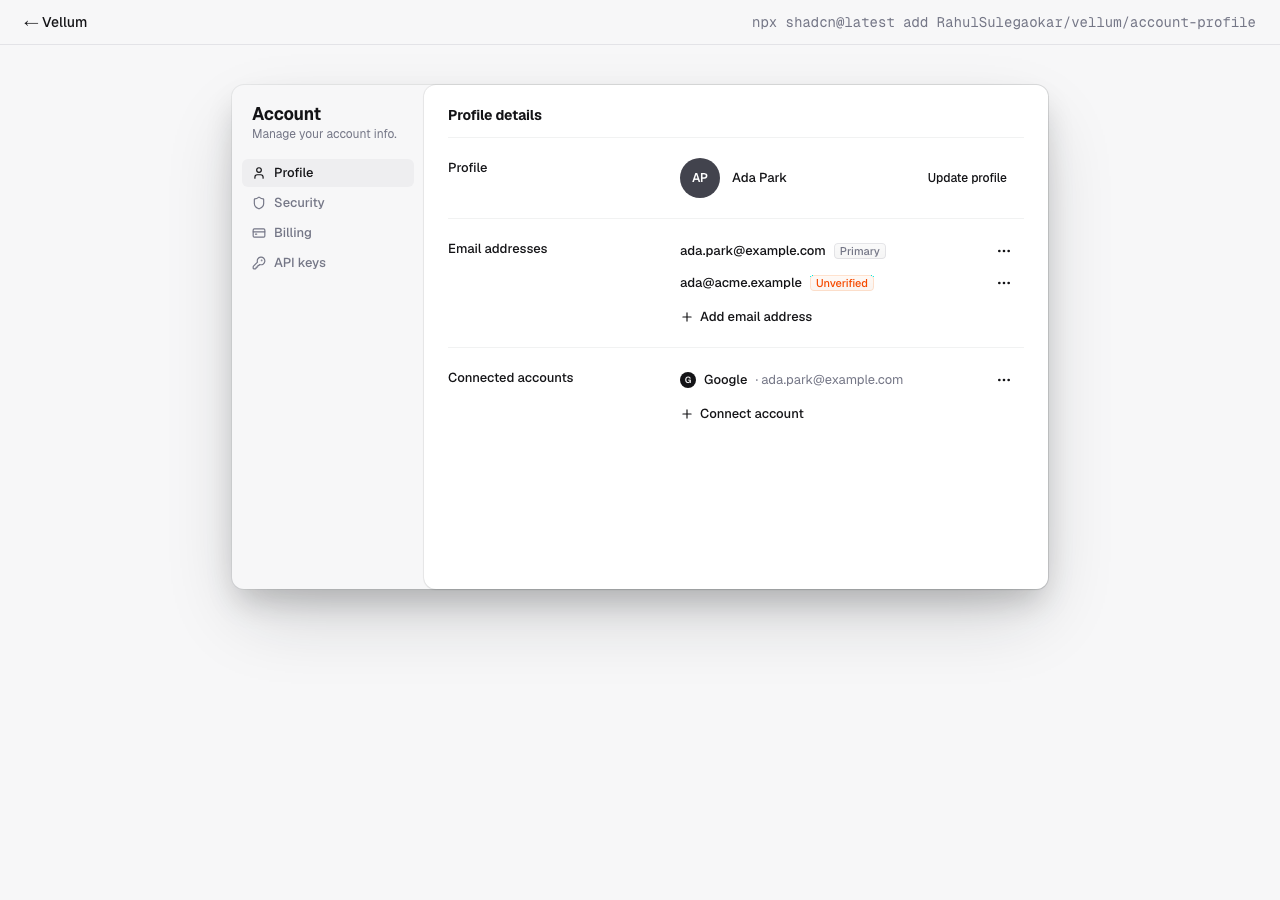 ← Vellum
npx shadcn@latest add RahulSulegaokar/vellum/account-profile
Account
Manage your account info.
Profile
Security
Billing
API keys
Profile details
Profile
AP
Ada Park
Update profile
Email addresses
ada.park@example.com Primary
ada@acme.example Unverified
Add email address
Connected accounts
G Google · ada.park@example.com
Connect account